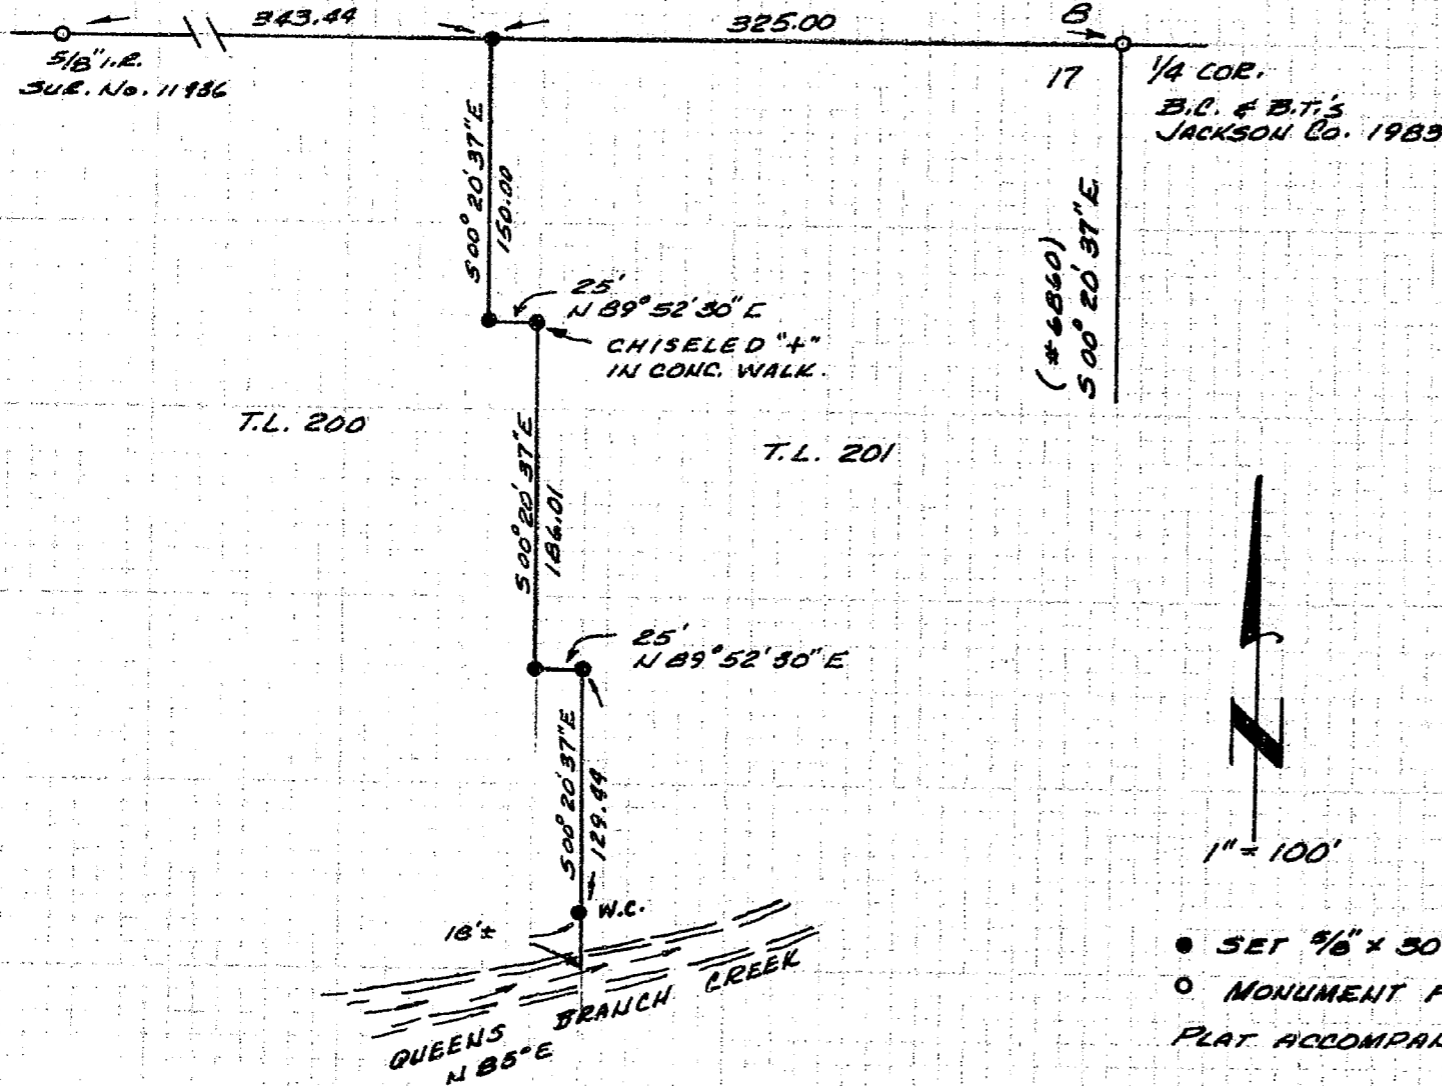 343.44
325.00
8
5/8" I.R.
SUR. No. 11986
17
1/4 COR.
B.C. & B.T.'s
JACKSON Co. 1983
S 00° 20' 37" E
150.00
(#6860)
S 00° 20' 37" E
25'
N 89° 52' 30" E
CHISELED "+"
IN CONC. WALK.
T.L. 200
T.L. 201
S 00° 20' 37" E
186.01
25'
N 89° 52' 30" E
S 00° 20' 37" E
129.44
1" = 100'
W.C.
18'±
QUEENS BRANCH CREEK
N 85° E
SET 5/8" x 30
MONUMENT F
PLAT ACCOMPAN